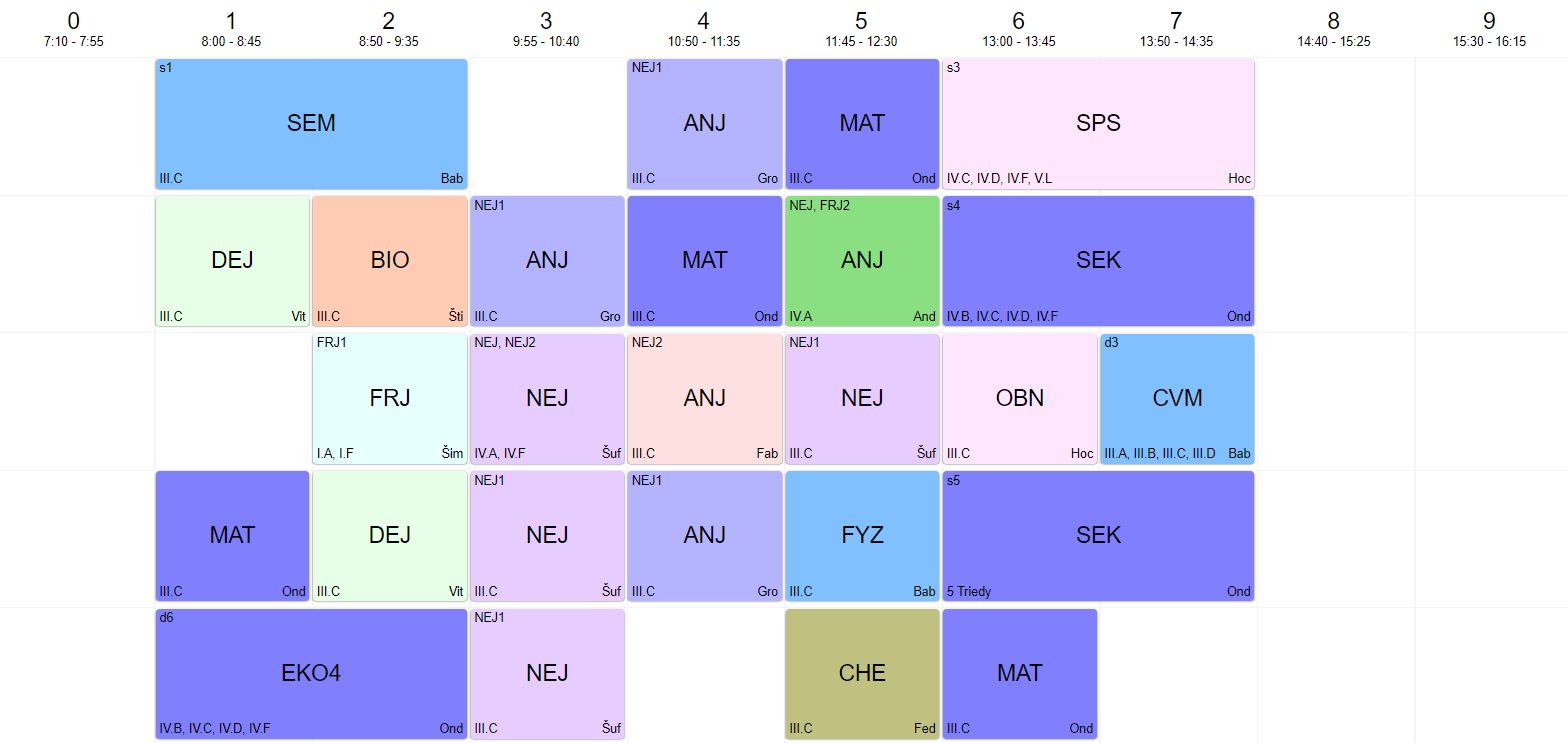 0 1 2 3 4 5 6 7 8 9
7:10 - 7:55 8:00 - 8:45 8:50 - 9:35 9:55 - 10:40 10:50 - 11:35 11:45 - 12:30 13:00 - 13:45 13:50 - 14:35 14:40 - 15:25 15:30 - 16:15
s1 NEJ1 s3
SEM ANJ MAT SPS
III.C Bab III.C Gro III.C Ond IV.C, IV.D, IV.F, V.L Hoc
NEJ1 NEJ, FRJ2 s4
DEJ BIO ANJ MAT ANJ SEK
III.C Vit III.C Šti III.C Gro III.C Ond IV.A And IV.B, IV.C, IV.D, IV.F Ond
FRJ1 NEJ, NEJ2 NEJ2 NEJ1 d3
FRJ NEJ ANJ NEJ OBN CVM
I.A, I.F Šim IV.A, IV.F Šuf III.C Fab III.C Šuf III.C Hoc III.A, III.B, III.C, III.D Bab
NEJ1 NEJ1 s5
MAT DEJ NEJ ANJ FYZ SEK
III.C Ond III.C Vit III.C Šuf III.C Gro III.C Bab 5 Triedy Ond
d6 NEJ1
EKO4 NEJ CHE MAT
IV.B, IV.C, IV.D, IV.F Ond III.C Šuf III.C Fed III.C Ond